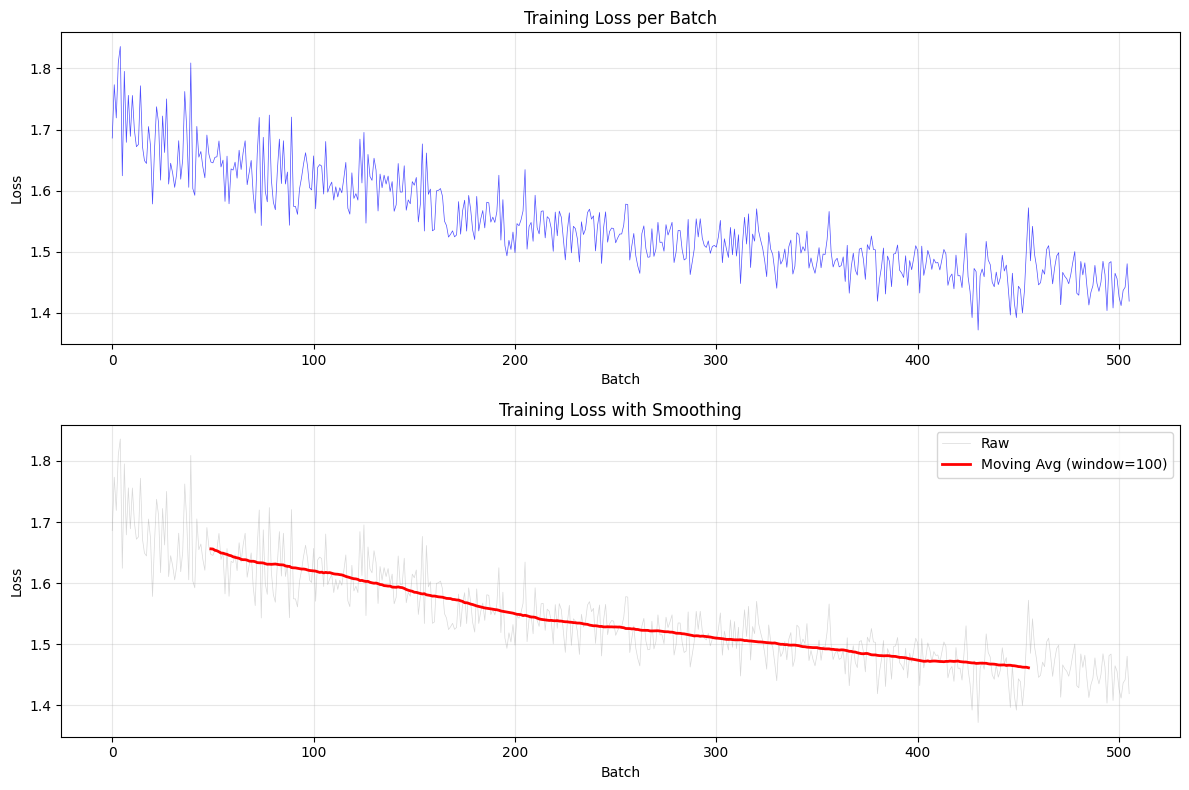 Training Loss per Batch
1.8
1.7
1.6
1.5
1.4
Loss
0 100 200 300 400 500
Batch
Training Loss with Smoothing
Raw
Moving Avg (window=100)
1.8
1.7
1.6
1.5
1.4
Loss
0 100 200 300 400 500
Batch